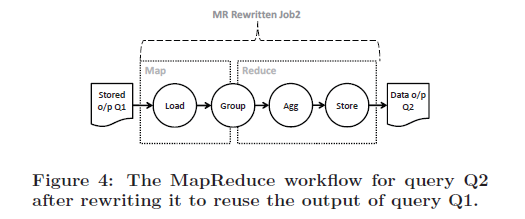 MR Rewritten Job2
Map
Reduce
Stored
o/p Q1
Load
Group
Agg
Store
Data o/p
Q2
Figure 4: The MapReduce workflow for query Q2
after rewriting it to reuse the output of query Q1.